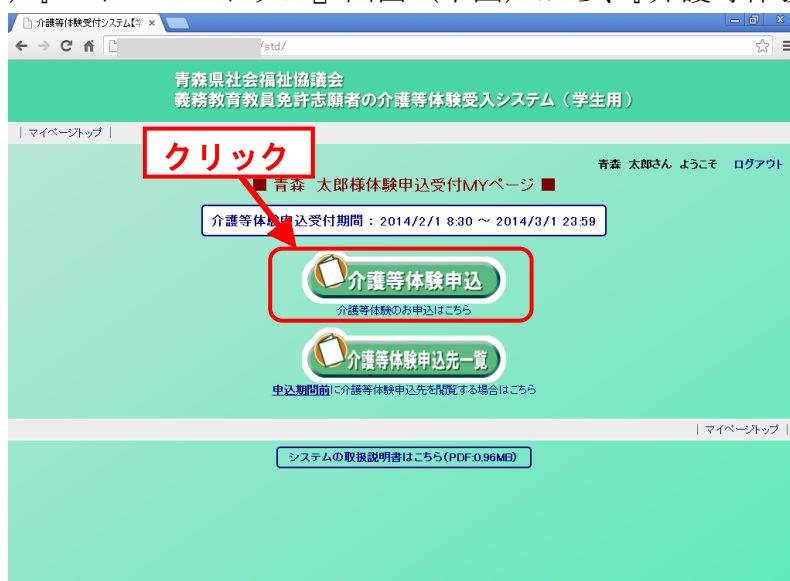 介護等体験受付システム【学
/std/
青森県社会福祉協議会
義務教育教員免許志願者の介護等体験受入システム（学生用）
| マイページトップ |
クリック
青森 太郎さん ようこそ ログアウト
■ 青森 太郎様体験申込受付MYページ ■
介護等体験申込受付期間：2014/2/1 8:30 ～ 2014/3/1 23:59
介護等体験申込
介護等体験のお申込はこちら
介護等体験申込先一覧
申込期間前に介護等体験申込先を閲覧する場合はこちら
| マイページトップ |
システムの取扱説明書はこちら(PDF:0.96MB)